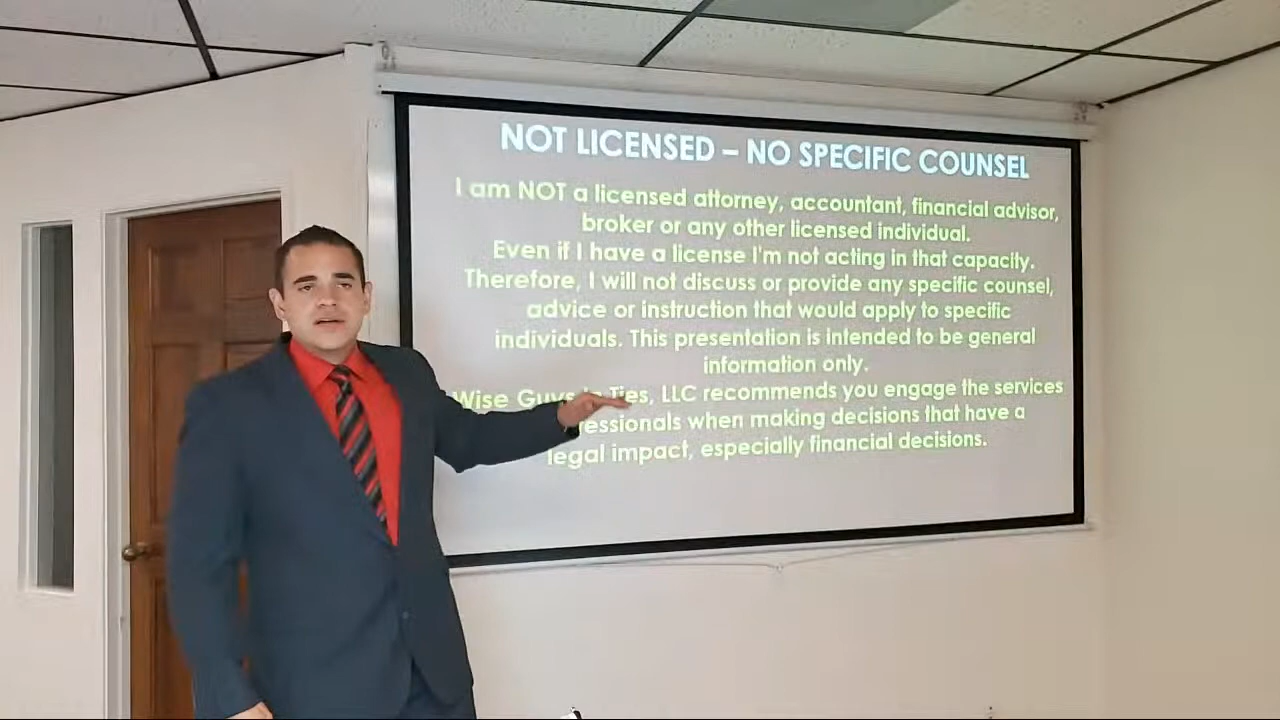 NOT LICENSED – NO SPECIFIC COUNSEL
I am NOT a licensed attorney, accountant, financial advisor,
broker or any other licensed individual.
Even if I have a license I'm not acting in that capacity.
Therefore, I will not discuss or provide any specific counsel,
advice or instruction that would apply to specific
individuals. This presentation is intended to be general
information only.
Wise Guys Ties, LLC recommends you engage the services
ressionals when making decisions that have a
legal impact, especially financial decisions.